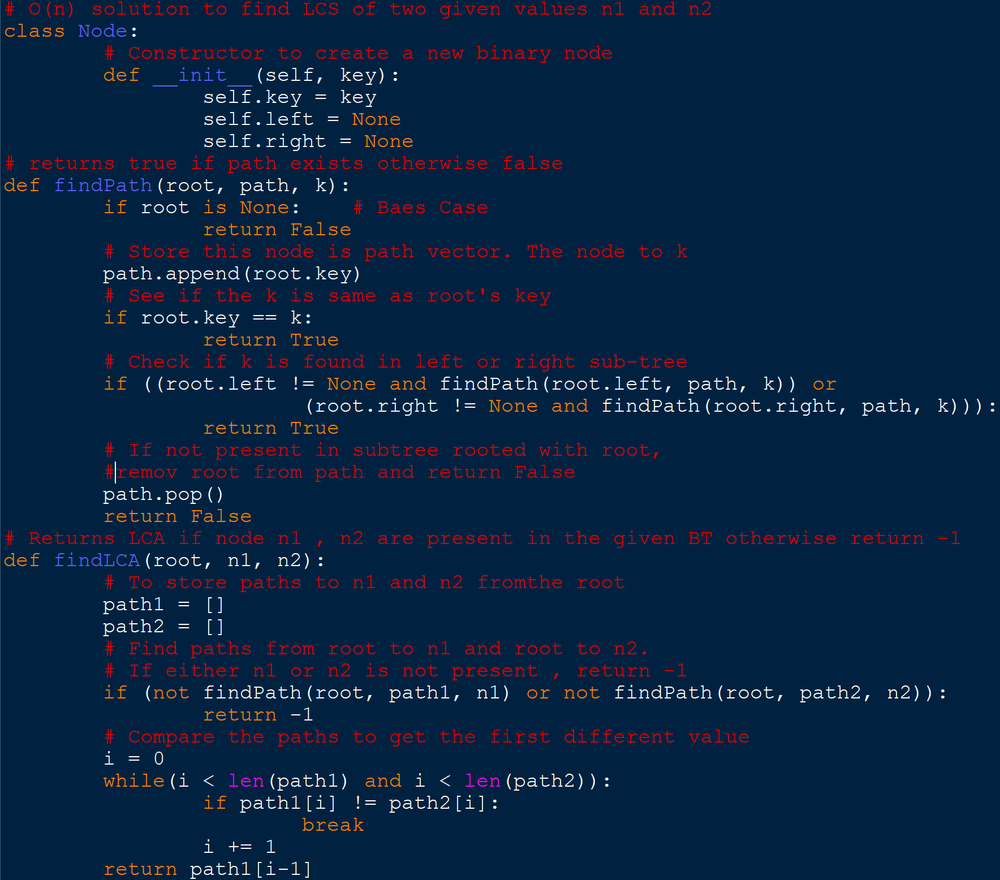 # O(n) solution to find LCS of two given values n1 and n2
class Node:
        # Constructor to create a new binary node
        def __init__(self, key):
                self.key = key
                self.left = None
                self.right = None
# returns true if path exists otherwise false
def findPath(root, path, k):
        if root is None:    # Baes Case
                return False
        # Store this node is path vector. The node to k
        path.append(root.key)
        # See if the k is same as root's key
        if root.key == k:
                return True
        # Check if k is found in left or right sub-tree
        if ((root.left != None and findPath(root.left, path, k)) or
                        (root.right != None and findPath(root.right, path, k))):
                return True
        # If not present in subtree rooted with root,
        #remov root from path and return False
        path.pop()
        return False
# Returns LCA if node n1 , n2 are present in the given BT otherwise return -1
def findLCA(root, n1, n2):
        # To store paths to n1 and n2 fromthe root
        path1 = []
        path2 = []
        # Find paths from root to n1 and root to n2.
        # If either n1 or n2 is not present , return -1
        if (not findPath(root, path1, n1) or not findPath(root, path2, n2)):
                return -1
        # Compare the paths to get the first different value
        i = 0
        while(i < len(path1) and i < len(path2)):
                if path1[i] != path2[i]:
                        break
                i += 1
        return path1[i-1]